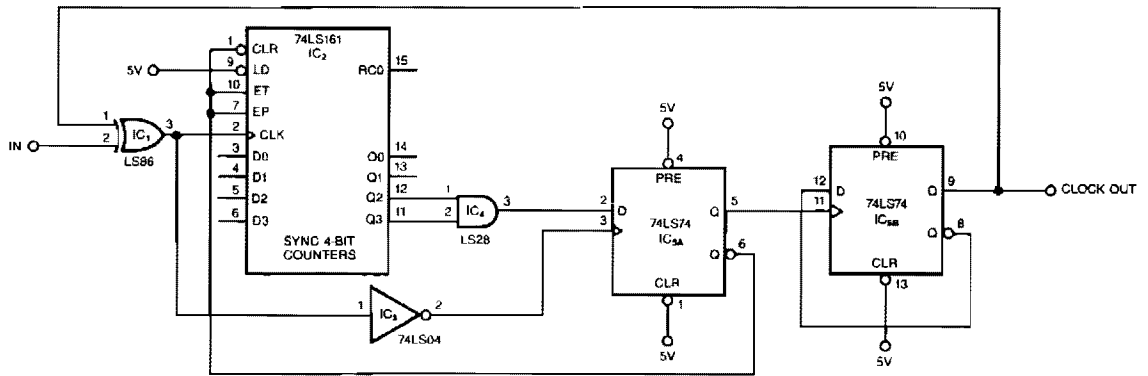 74LS161
IC2
1 CLR
5V 9 LD
RC0 15
10 ET
7 EP
2 CLK
3 D0
4 D1
5 D2
6 D3
Q0 14
Q1 13
Q2 12
Q3 11
SYNC 4-BIT
COUNTERS
IN
1
2
3
IC1
LS86
1
2
3
IC4
LS28
1
2
IC3
74LS04
5V
4
PRE
2 D
3
74LS74
IC5A
Q 5
Q 6
CLR
1
5V
5V
10
PRE
12 D
11
74LS74
IC5B
Q 9
Q 8
CLR
13
5V
CLOCK OUT